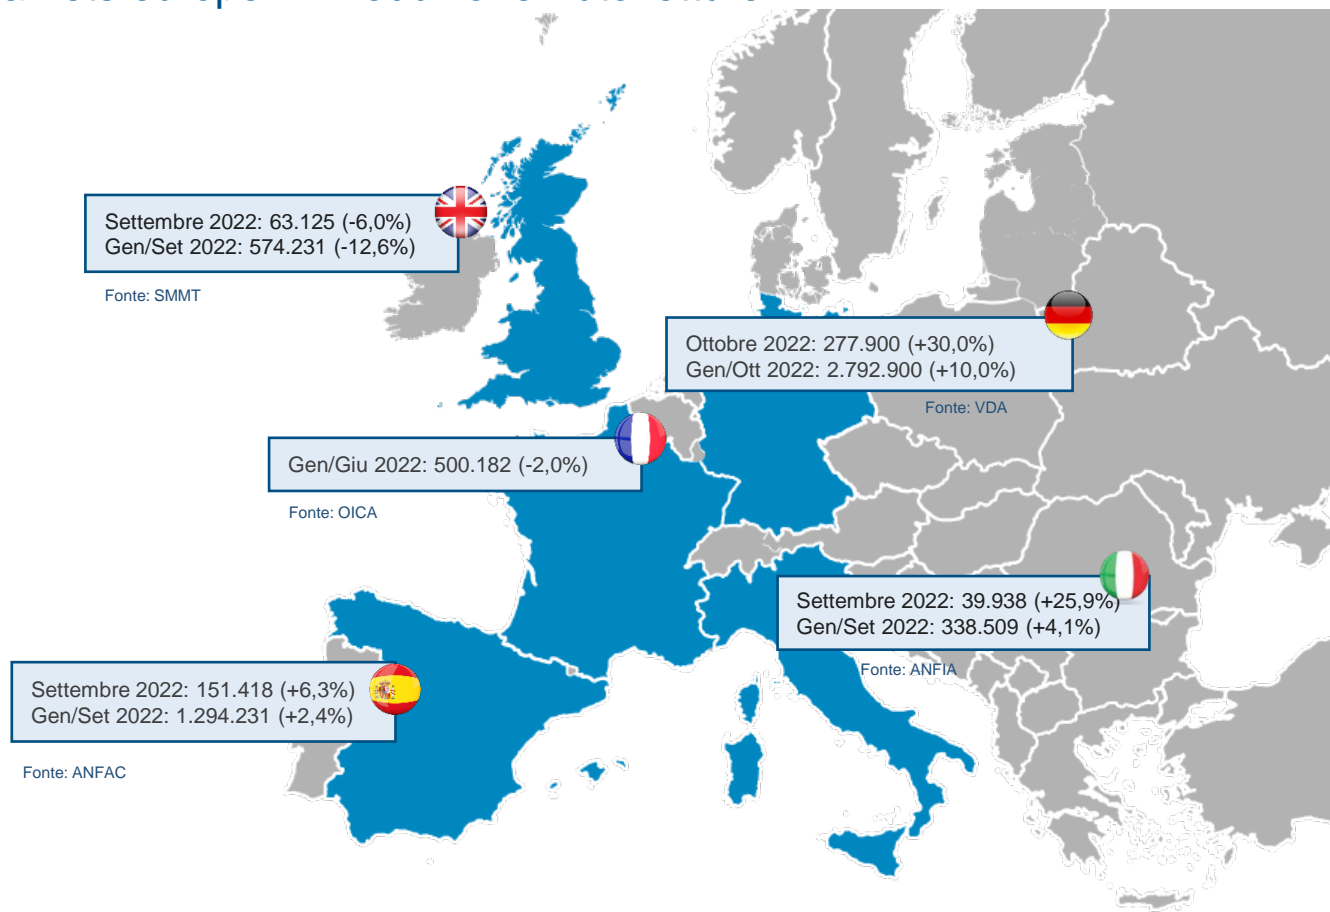 Settembre 2022: 63.125 (-6,0%)
Gen/Set 2022: 574.231 (-12,6%)
Fonte: SMMT
Ottobre 2022: 277.900 (+30,0%)
Gen/Ott 2022: 2.792.900 (+10,0%)
Fonte: VDA
Gen/Giu 2022: 500.182 (-2,0%)
Fonte: OICA
Settembre 2022: 39.938 (+25,9%)
Gen/Set 2022: 338.509 (+4,1%)
Fonte: ANFIA
Settembre 2022: 151.418 (+6,3%)
Gen/Set 2022: 1.294.231 (+2,4%)
Fonte: ANFAC